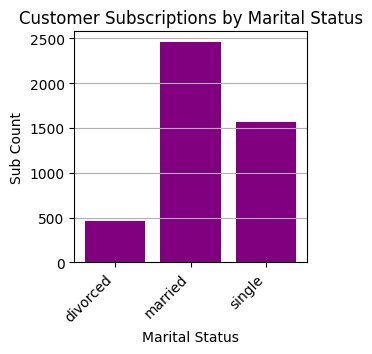 Customer Subscriptions by Marital Status
2500
2000
1500
1000
500
0
Sub Count
divorced
married
single
Marital Status